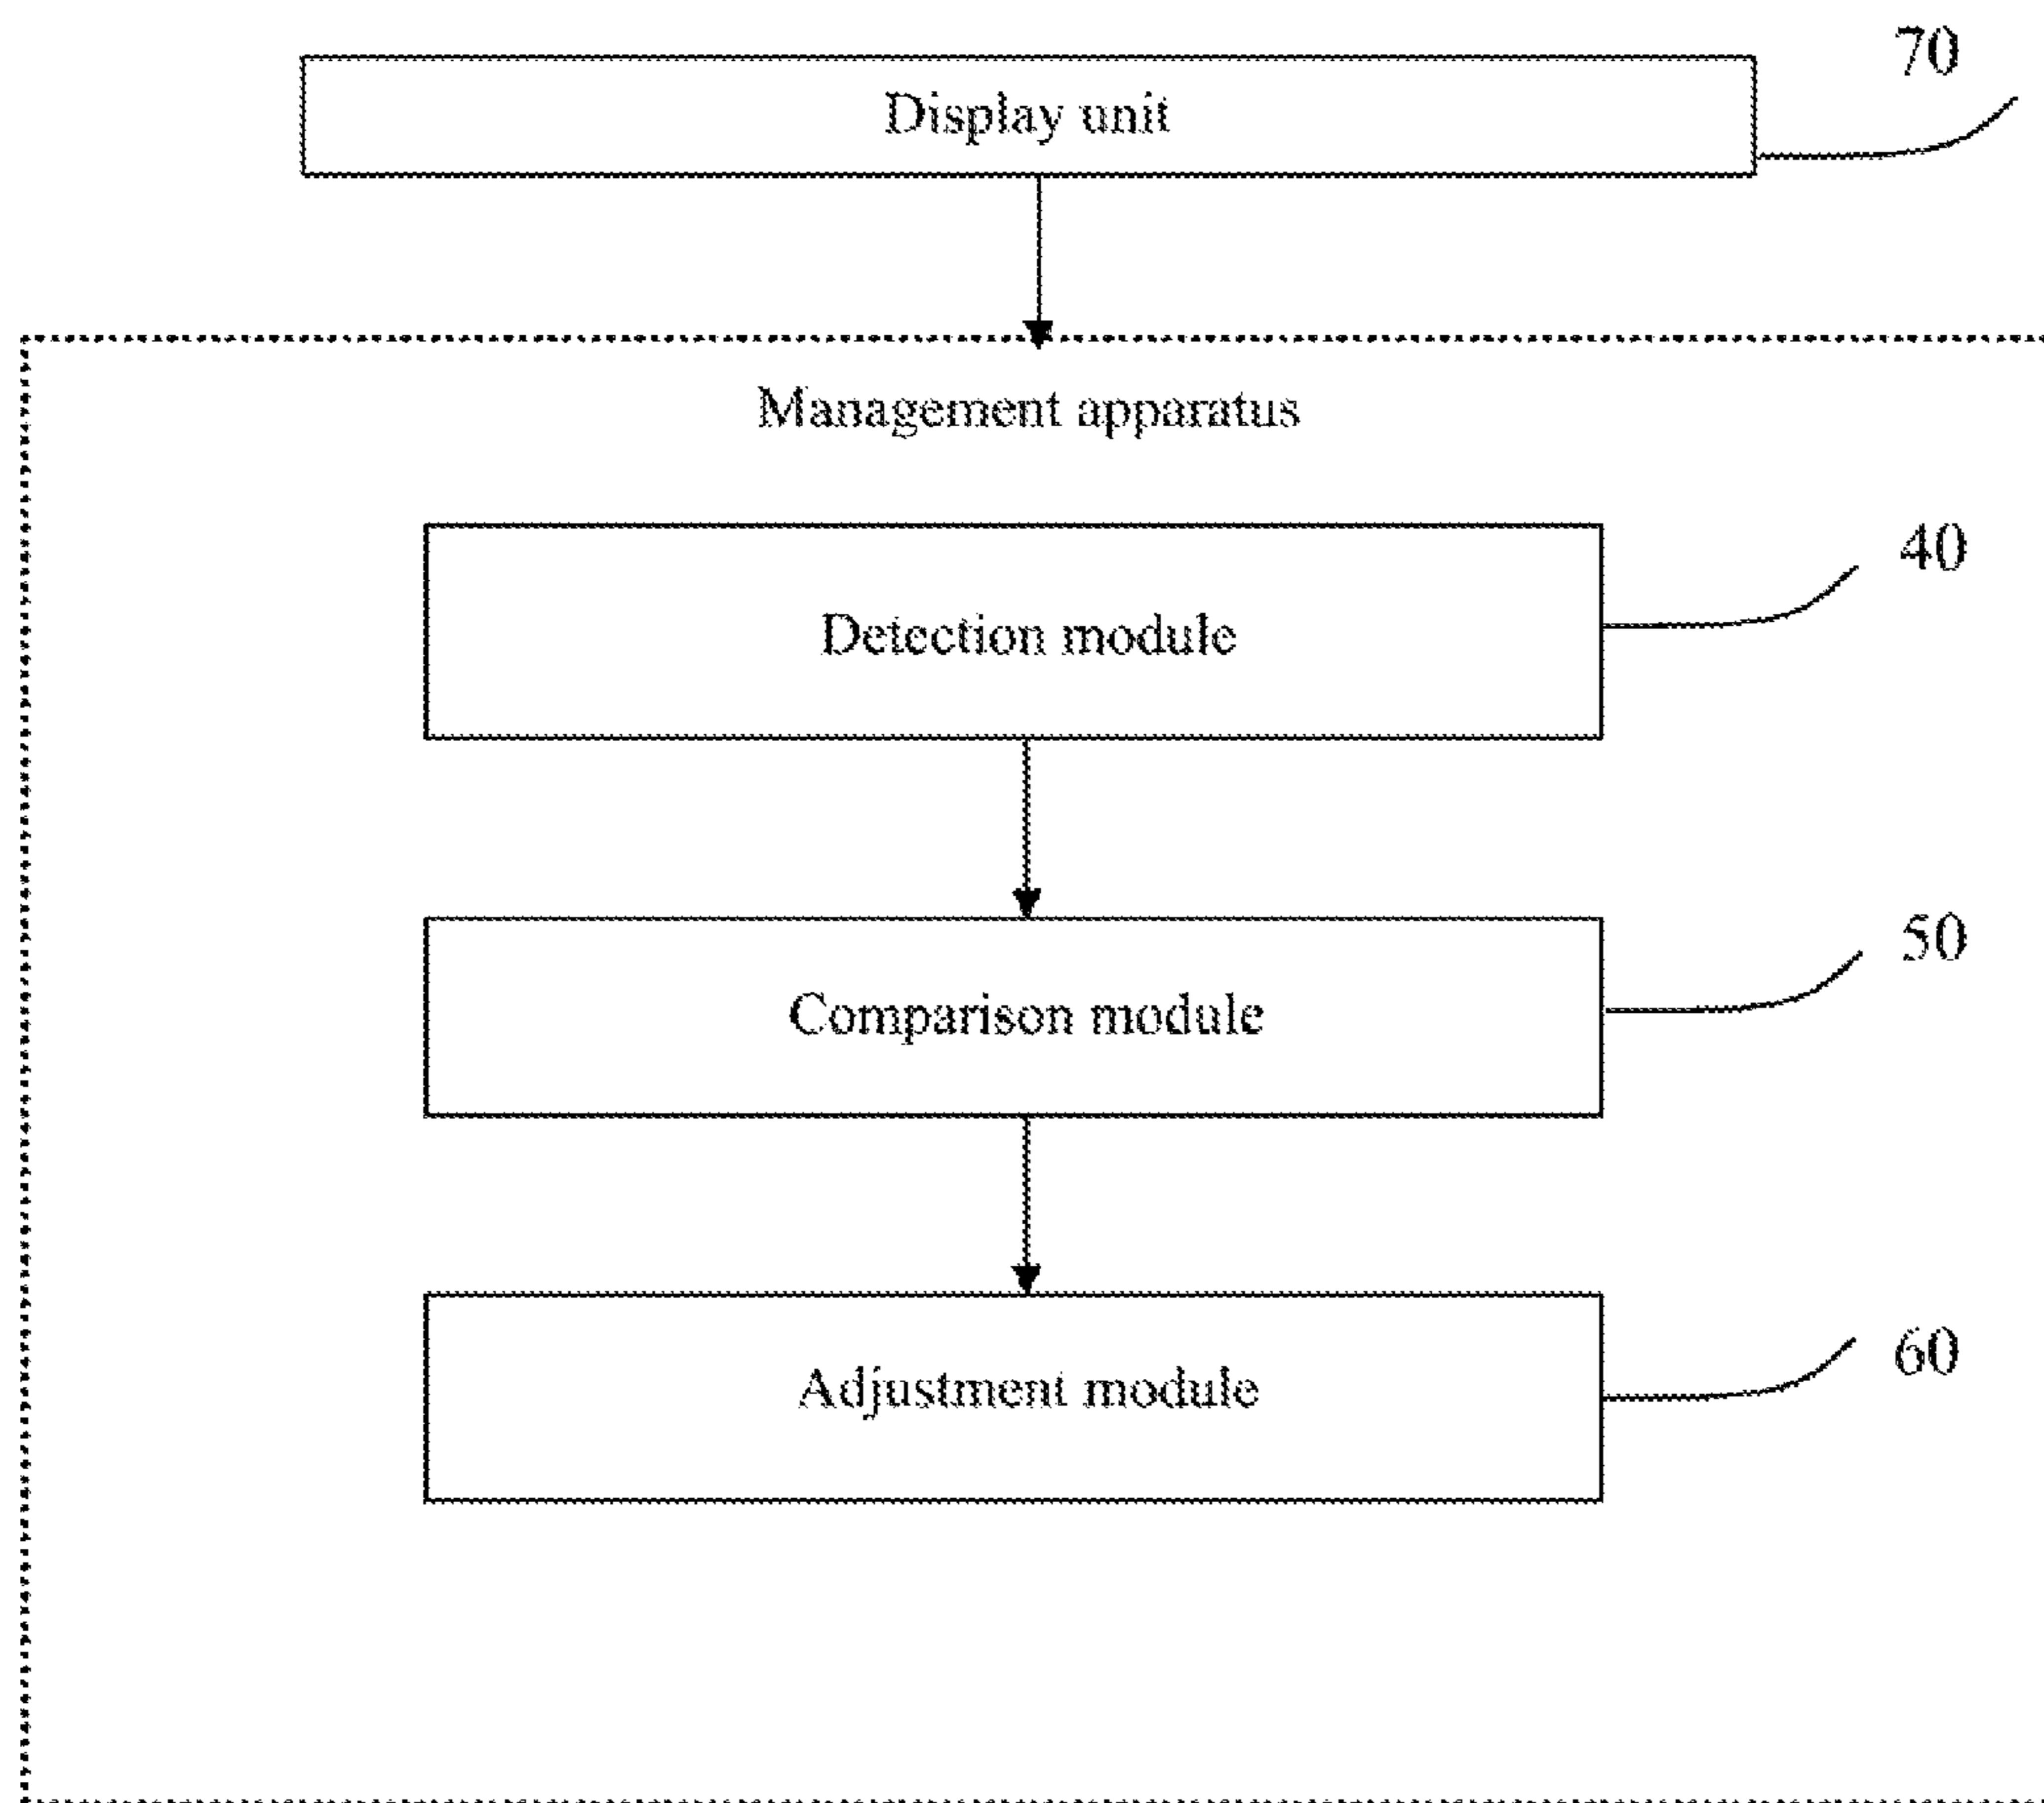 70
Display unit
Management apparatus
40
Detection module
50
Comparison module
60
Adjustment module